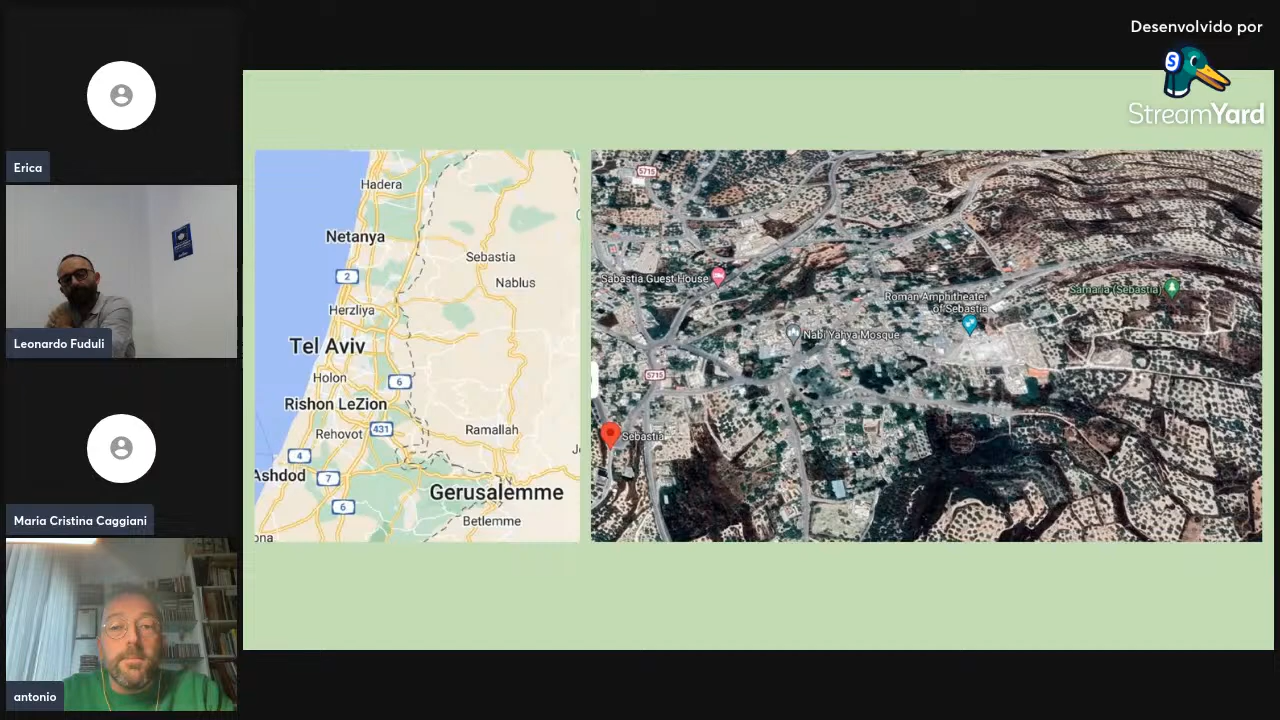 Desenvolvido por
StreamYard
Erica
Leonardo Fuduli
Maria Cristina Caggiani
antonio
Hadera
Netanya
2
Sebastia
Nablus
Herzliya
Tel Aviv
Holon
6
Rishon LeZion
Rehovot
431
Ramallah
4
Ashdod
7
Gerusalemme
6
Betlemme
ona
5715
Sabastia Guest House
Roman Amphitheater
of Sebastia
Samaria (Sebastia)
Nabi Yahya Mosque
5715
Sebastia